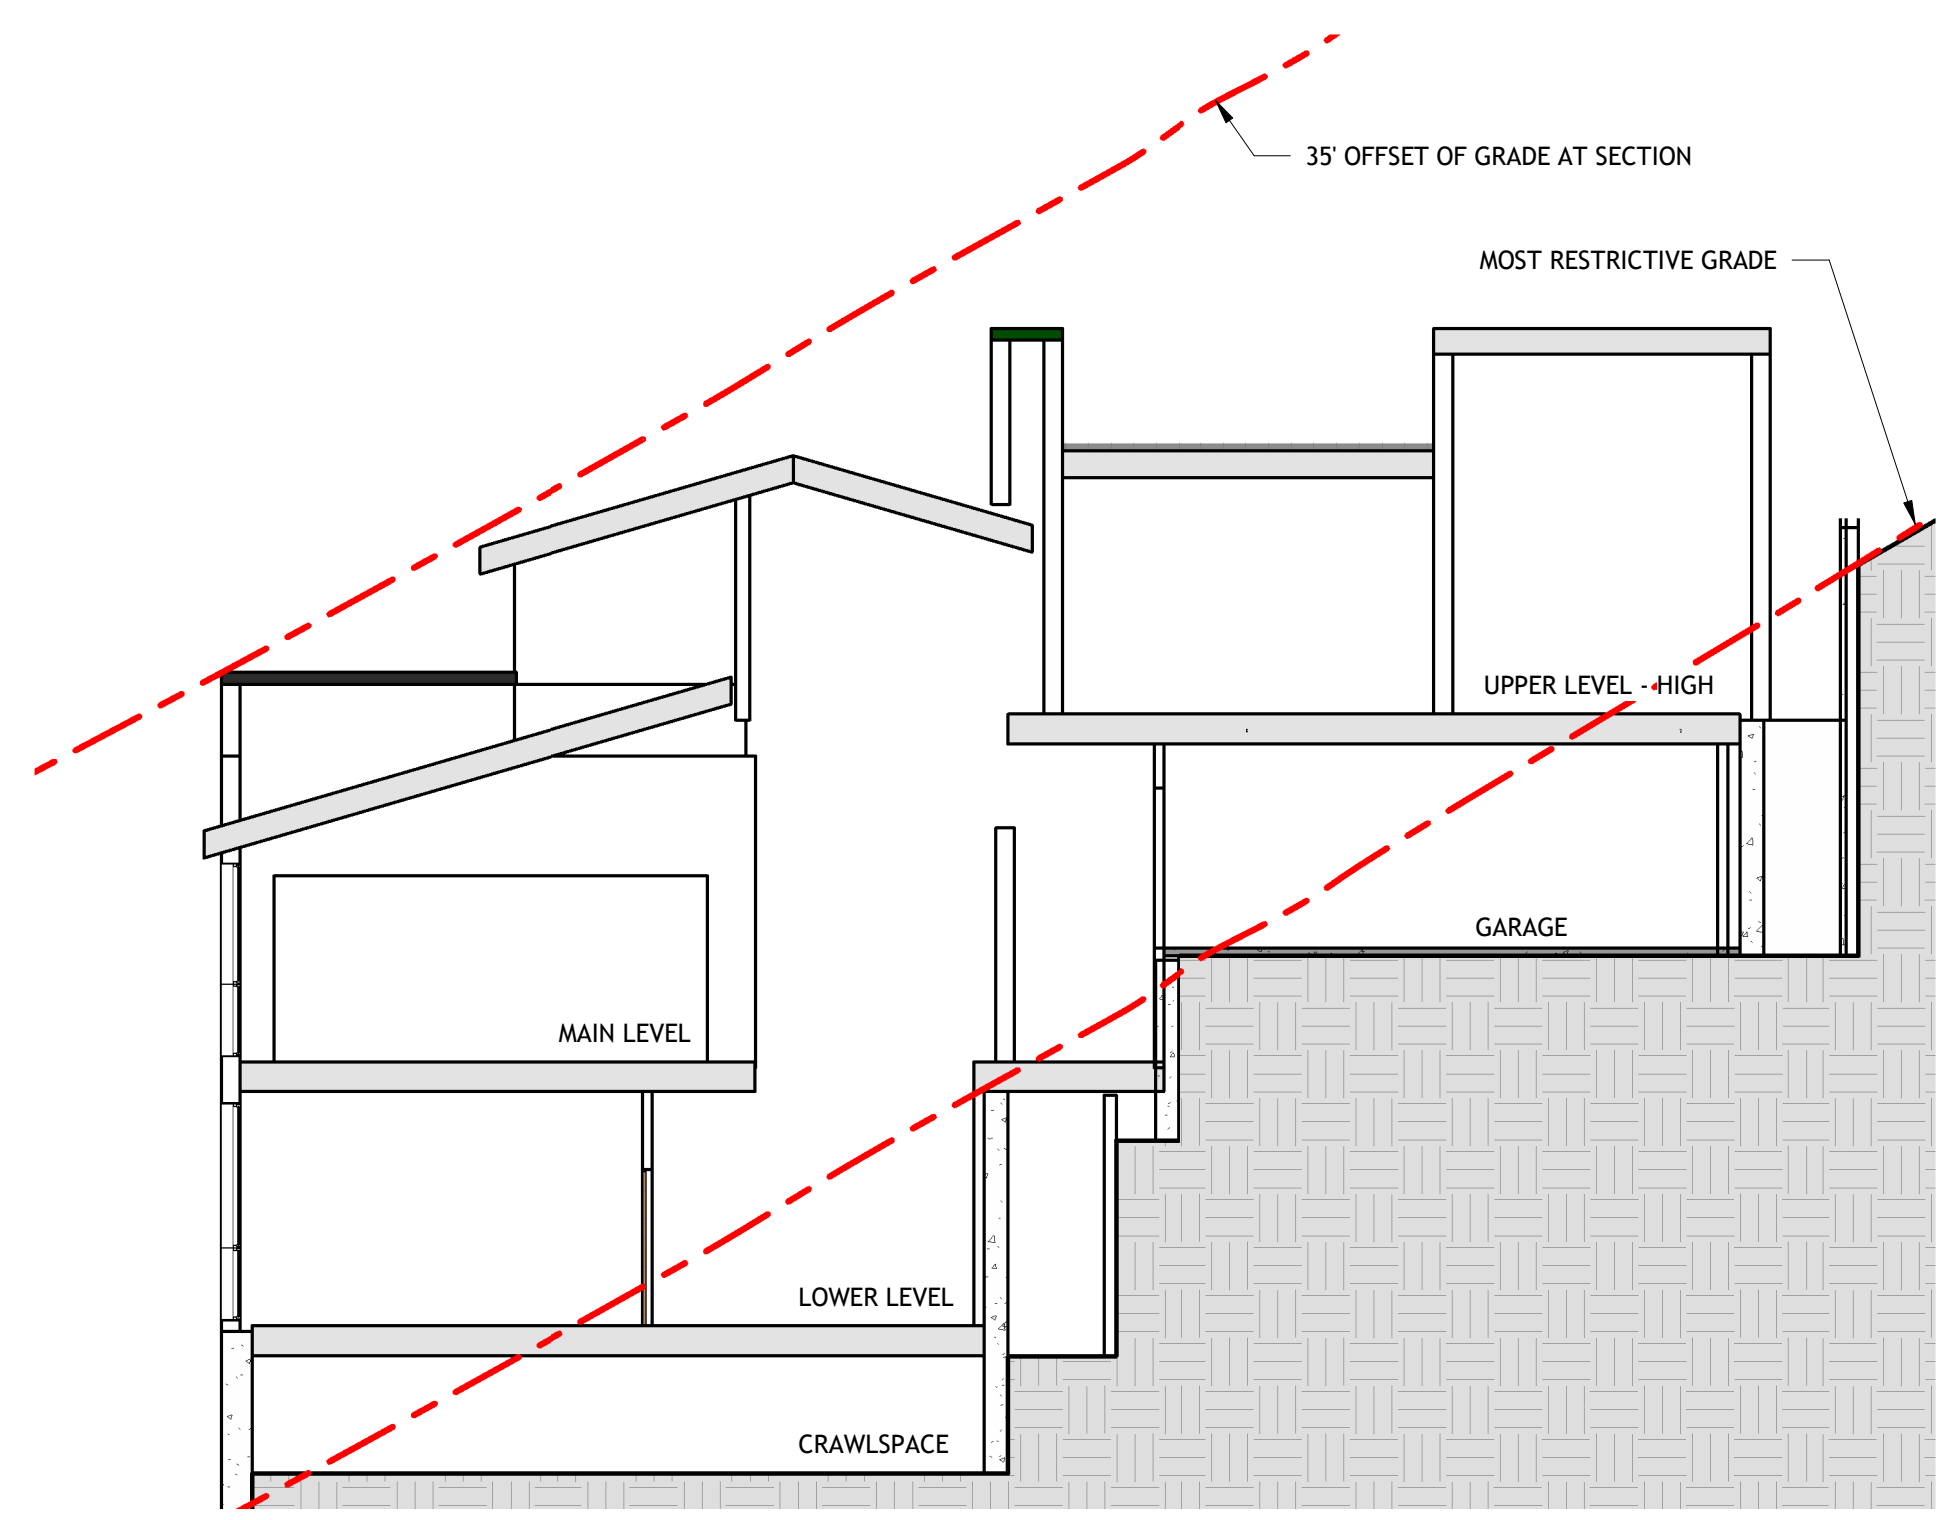 35' OFFSET OF GRADE AT SECTION
MOST RESTRICTIVE GRADE
UPPER LEVEL - HIGH
GARAGE
MAIN LEVEL
LOWER LEVEL
CRAWLSPACE